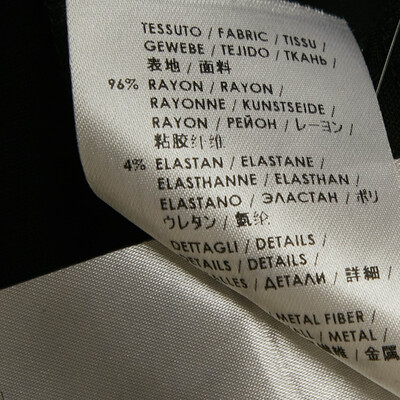 TESSUTO / FABRIC / TISSU /
GEWEBE / TEJIDO / ТКАНЬ /
表地 / 面料
96% RAYON / RAYON /
RAYONNE / KUNSTSEIDE /
RAYON / РЕЙОН / レーヨン /
粘胶纤维
4% ELASTAN / ELASTANE /
ELASTHANNE / ELASTHAN /
ELASTANO / ЭЛАСТАН / ポリ
ウレタン / 氨纶
DETTAGLI / DETAILS /
DETAILS /
/ ДЕТАЛИ / 詳細 /
METAL FIBER /
/ METAL /
/ 金属